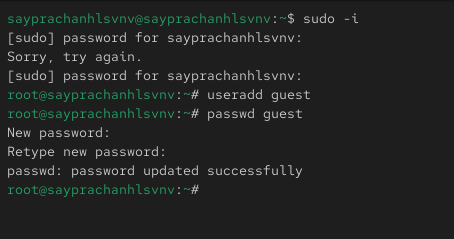 sayprachanhlsvnv@sayprachanhlsvnv:~$ sudo -i
[sudo] password for sayprachanhlsvnv:
Sorry, try again.
[sudo] password for sayprachanhlsvnv:
root@sayprachanhlsvnv:~# useradd guest
root@sayprachanhlsvnv:~# passwd guest
New password:
Retype new password:
passwd: password updated successfully
root@sayprachanhlsvnv:~#